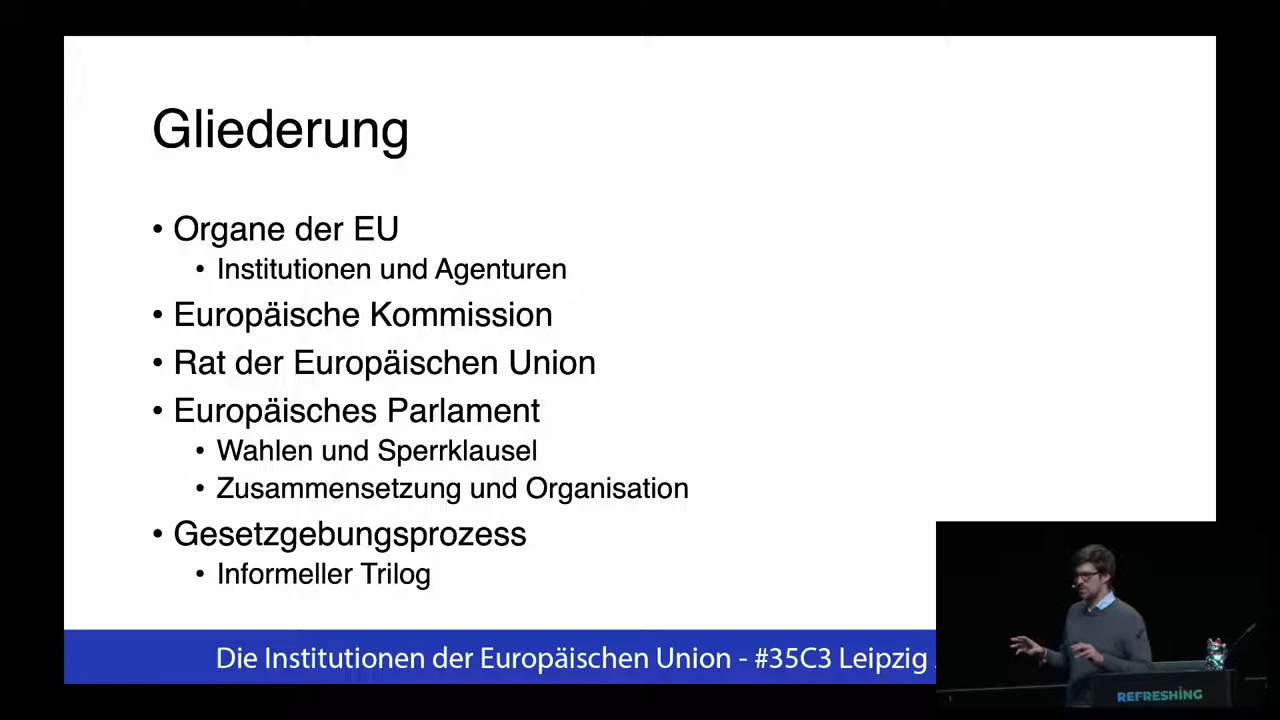 Gliederung
• Organe der EU
• Institutionen und Agenturen
• Europäische Kommission
• Rat der Europäischen Union
• Europäisches Parlament
• Wahlen und Sperrklausel
• Zusammensetzung und Organisation
• Gesetzgebungsprozess
• Informeller Trilog
Die Institutionen der Europäischen Union - #35C3 Leipzig
REFRESHING